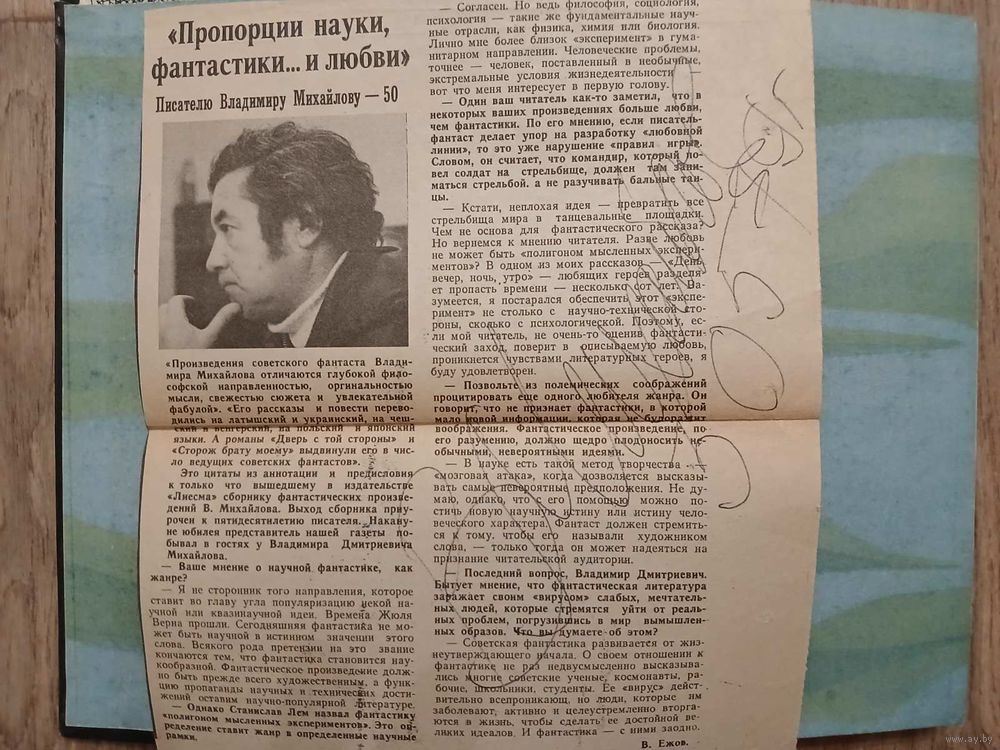 «Пропорции науки,
фантастики... и любви»
Писателю Владимиру Михайлову — 50
«Произведения советского фантаста Влади-
мира Михайлова отличаются глубокой фило-
софской направленностью, оргинальностью
мысли, свежестью сюжета и увлекательной
фабулой». «Его рассказы и повести перево-
дились на латышский и украинский, на чеш-
ский и венгерский, на польский и японский
языки. А романы «Дверь с той стороны» и
«Сторож брату моему» выдвинули его в чис-
ло ведущих советских фантастов».
Это цитаты из аннотации и предисловия
к только что вышедшему в издательстве
«Лиесма» сборнику фантастических произве-
дений В. Михайлова. Выход сборника приу-
рочен к пятидесятилетию писателя. Накану-
не юбилея представитель нашей газеты по-
бывал в гостях у Владимира Дмитриевича
Михайлова.
— Ваше мнение о научной фантастике, как
жанре?
— Я не сторонник того направления, которое
ставит во главу угла популяризацию некой на-
учной или квазинаучной идеи. Времена Жюля
Верна прошли. Сегодняшняя фантастика не мо-
жет быть научной в истинном значении этого
слова. Всякого рода претензии на это звание
кончаются тем, что фантастика становится нау-
кообразной. Фантастическое произведение долж-
но быть прежде всего художественным, а функ-
цию пропаганды научных и технических дости-
жений оставим научно-популярной литературе.
— Однако Станислав Лем назвал фантастику
«полигоном мысленных экспериментов». Это оп-
ределение ставит жанр в определенные научные
рамки.
— Согласен. Но ведь философия, социология,
психология — такие же фундаментальные науч-
ные отрасли, как физика, химия или биология.
Лично мне более близок «эксперимент» в гума-
нитарном направлении. Человеческие проблемы,
точнее — человек, поставленный в необычные,
экстремальные условия жизнедеятельности —
вот что меня интересует в первую голову.
— Один ваш читатель как-то заметил, что в
некоторых ваших произведениях больше любви,
чем фантастики. По его мнению, если писатель-
фантаст делает упор на разработку «любовной
линии», то это уже нарушение «правил игры».
Словом, он считает, что командир, который по-
вел солдат на стрельбище, должен там зани-
маться стрельбой. а не разучивать бальные тан-
цы.
— Кстати, неплохая идея — превратить все
стрельбища мира в танцевальные площадки.
Чем не основа для фантастического рассказа?
Но вернемся к мнению читателя. Разве любовь
не может быть «полигоном мысленных экспери-
ментов»? В одном из моих рассказов — «День,
вечер, ночь, утро» — любящих героев разделя-
ет пропасть времени — несколько сот лет. Ра-
зумеется, я постарался обеспечить этот «экспе-
римент» не столько с научно-технической сто-
роны, сколько с психологической. Поэтому, ес-
ли мой читатель, не очень-то оценив фантасти-
ческий заход, поверит в описываемую любовь,
проникнется чувствами литературных героев, я
буду удовлетворен.
— Позвольте из полемических соображений
процитировать еще одного любителя жанра. Он
говорит, что не признает фантастики, в которой
мало новой информации, которая не будоражит
воображения. Фантастическое произведение, по
его разумению, должно щедро плодоносить не-
обычными, невероятными идеями.
— В науке есть такой метод творчества —
«мозговая атака», когда дозволяется высказы-
вать самые невероятные предположения. Не ду-
маю, однако, что с его помощью можно по-
стичь новую научную истину или истину чело-
веческого характера. Фантаст должен стремить-
ся к тому. чтобы его называли художником
слова, — только тогда он может надеяться на
признание читательской аудитории.
— Последний вопрос, Владимир Дмитриевич.
Бытует мнение, что фантастическая литература
заражает своим «вирусом» слабых, мечтатель-
ных людей, которые стремятся уйти от реаль-
ных проблем, погрузившись в мир вымышлен-
ных образов. Что вы думаете об этом?
— Советская фантастика развивается от жиз-
неутверждающего начала. О своем отношении к
фантастике не раз недвусмысленно высказыва-
лись многие советские ученые, космонавты, ра-
бочие, школьники, студенты. Ее «вирус» дейст-
вительно всепроникающ, но люди, которые им
заболевают, активно и целеустремленно вторга-
ются в жизнь, чтобы сделать ее достойной ве-
ликих идеалов. И фантастика — с ними заодно.
В. Ежов.
www.ay.by